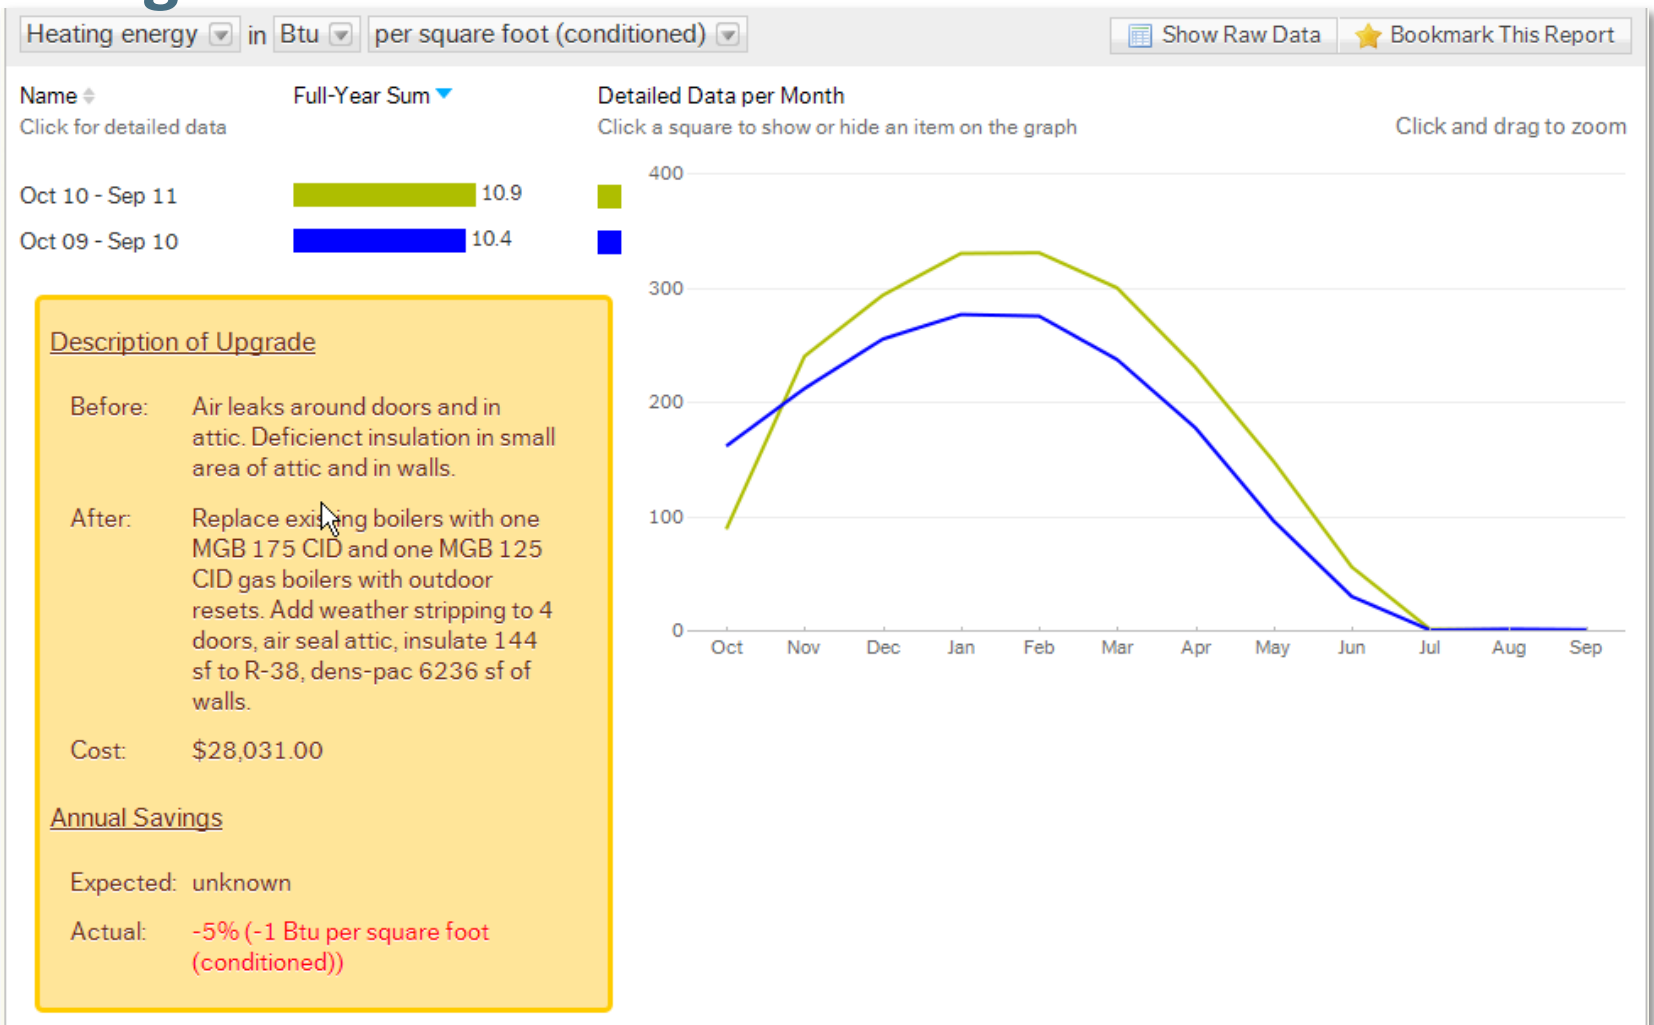 Heating energy in Btu per square foot (conditioned) Show Raw Data Bookmark This Report
Name Full-Year Sum Detailed Data per Month
Click for detailed data Click a square to show or hide an item on the graph Click and drag to zoom
Oct 10 - Sep 11 10.9
Oct 09 - Sep 10 10.4
400
300
200
100
0
Oct Nov Dec Jan Feb Mar Apr May Jun Jul Aug Sep
Description of Upgrade
Before: Air leaks around doors and in
attic. Deficienct insulation in small
area of attic and in walls.
After: Replace existing boilers with one
MGB 175 CID and one MGB 125
CID gas boilers with outdoor
resets. Add weather stripping to 4
doors, air seal attic, insulate 144
sf to R-38, dens-pac 6236 sf of
walls.
Cost: $28,031.00
Annual Savings
Expected: unknown
Actual: -5% (-1 Btu per square foot
(conditioned))